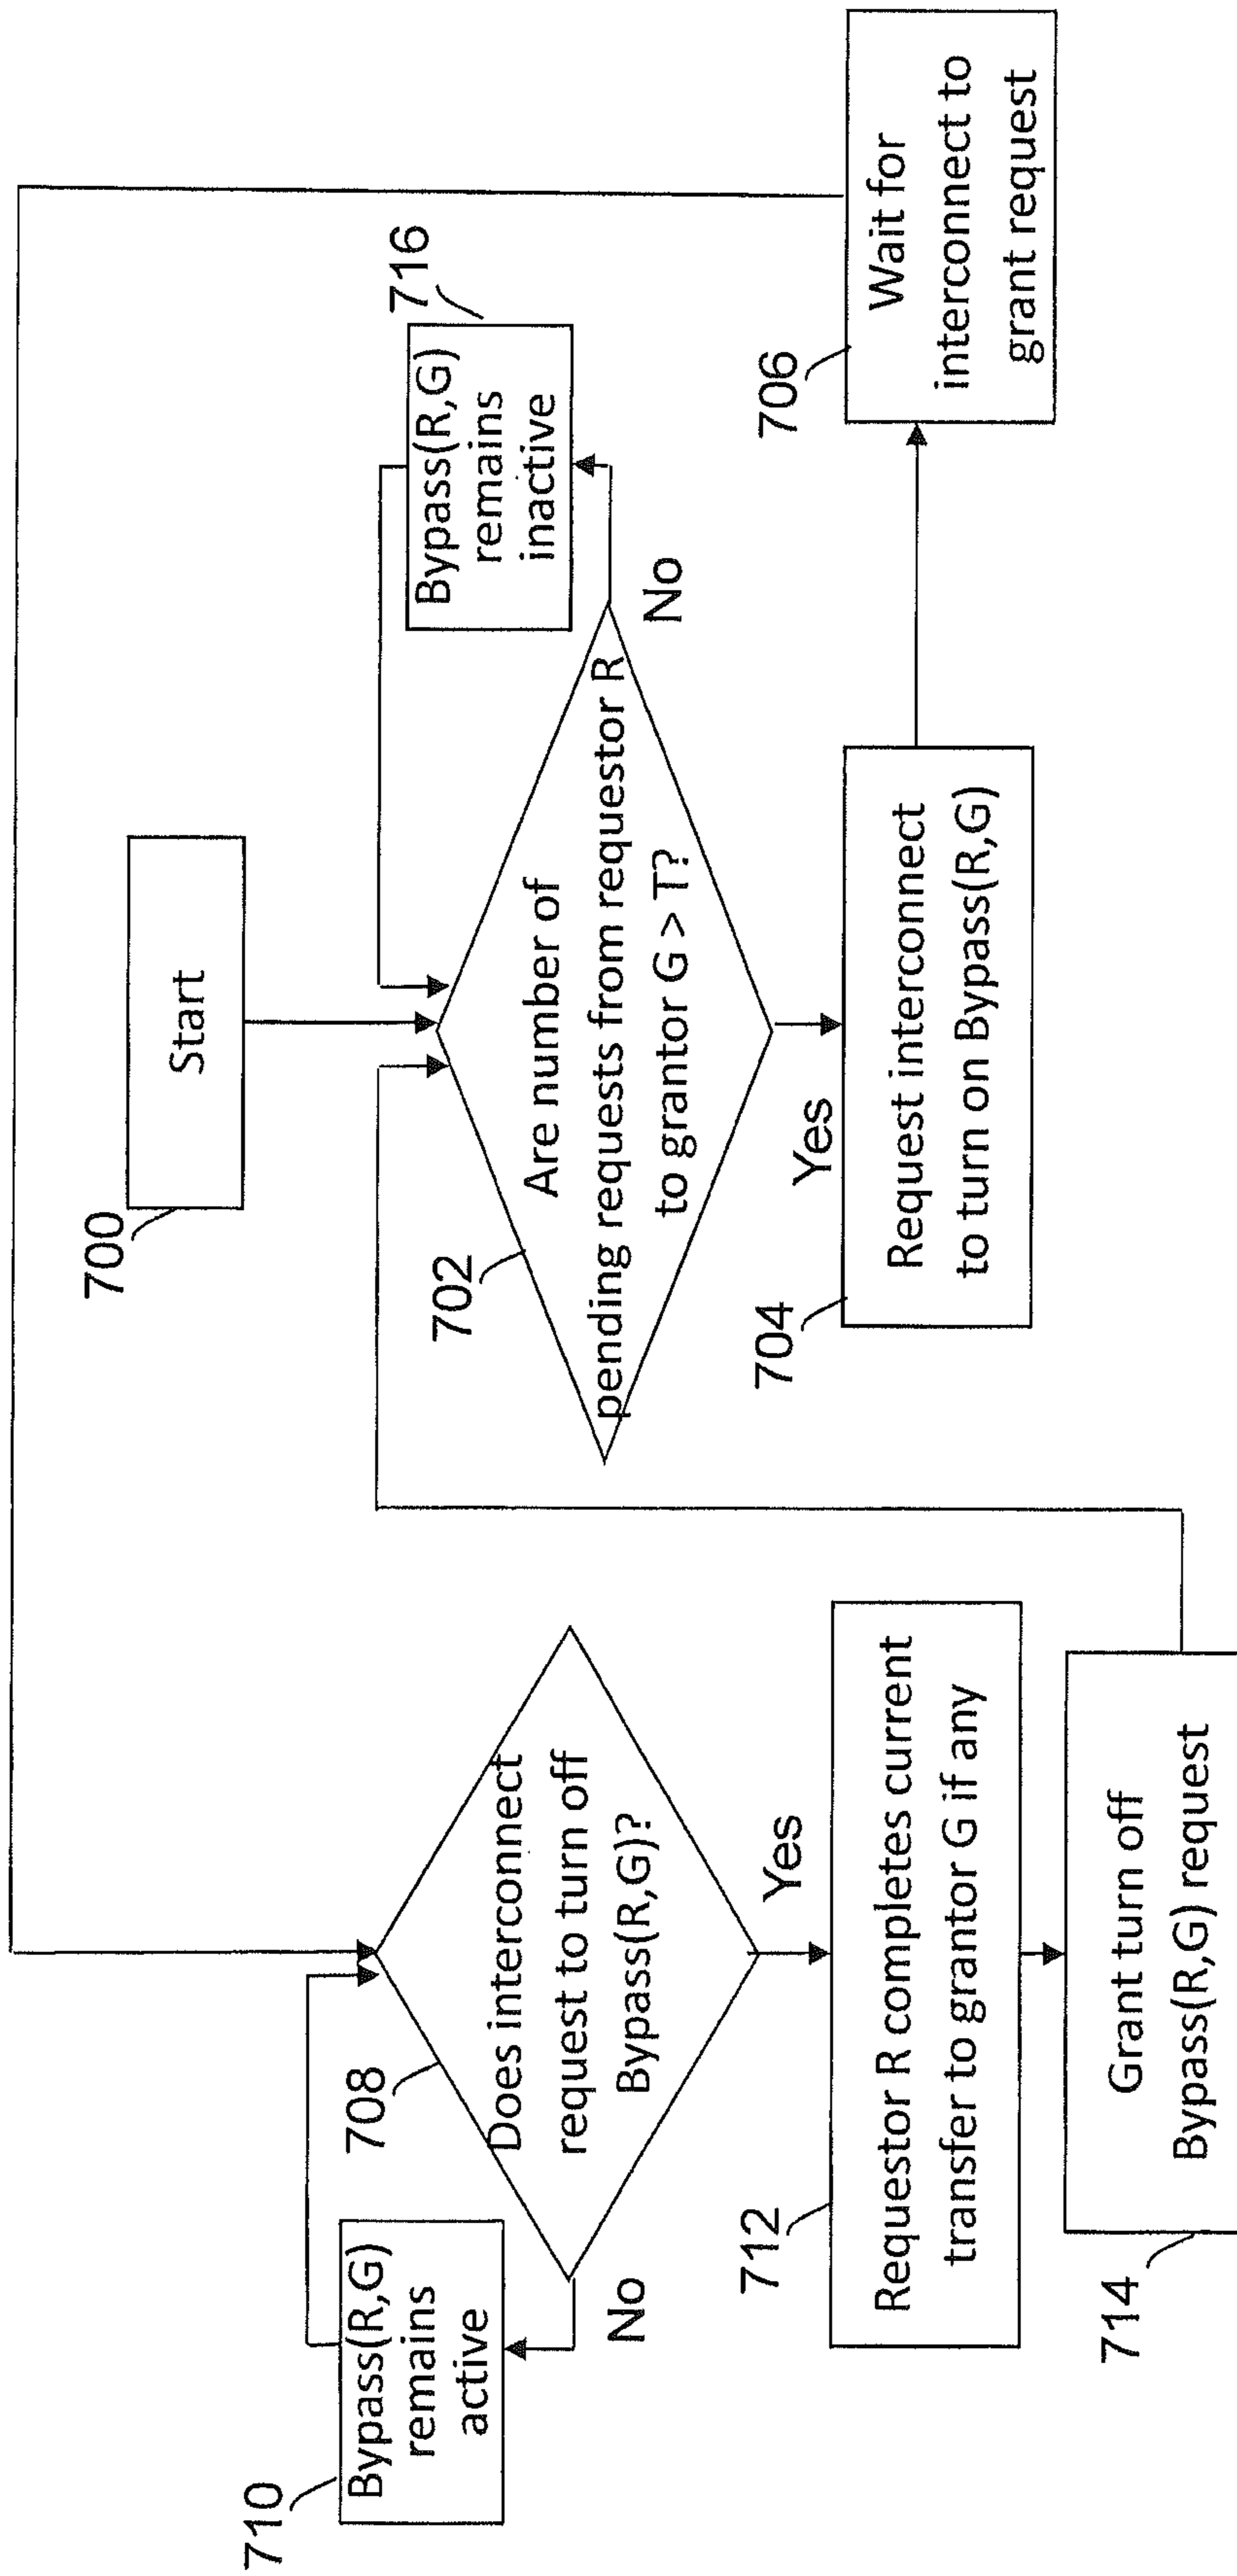 700
Start
702
Are number of
pending requests from requestor R
to grantor G > T?
No
716
Bypass(R,G)
remains
inactive
Yes
704
Request interconnect
to turn on Bypass(R,G)
706
Wait for
interconnect to
grant request
708
Does interconnect
request to turn off
Bypass(R,G)?
No
710
Bypass(R,G)
remains
active
Yes
712
Requestor R completes current
transfer to grantor G if any
714
Grant turn off
Bypass(R,G) request